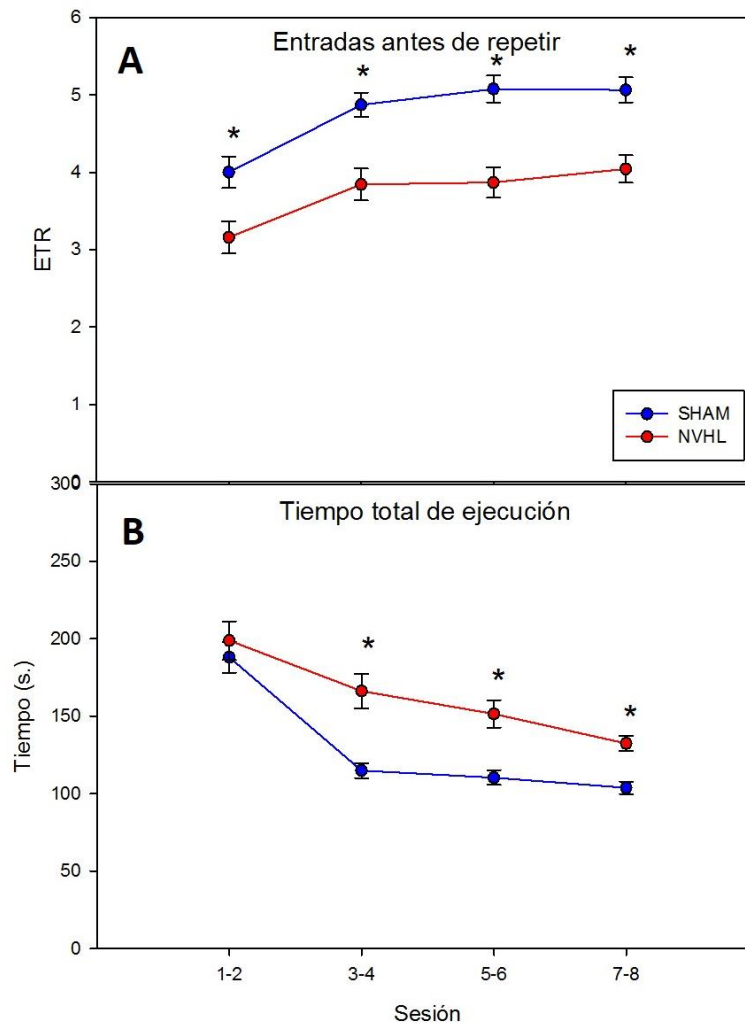 6
Entradas antes de repetir
A
*
*
*
*
5
4
3
2
1
0
ETR
SHAM
NVHL
300
Tiempo total de ejecución
B
250
200
150
100
50
0
*
*
*
Tiempo (s.)
1-2
3-4
5-6
7-8
Sesión